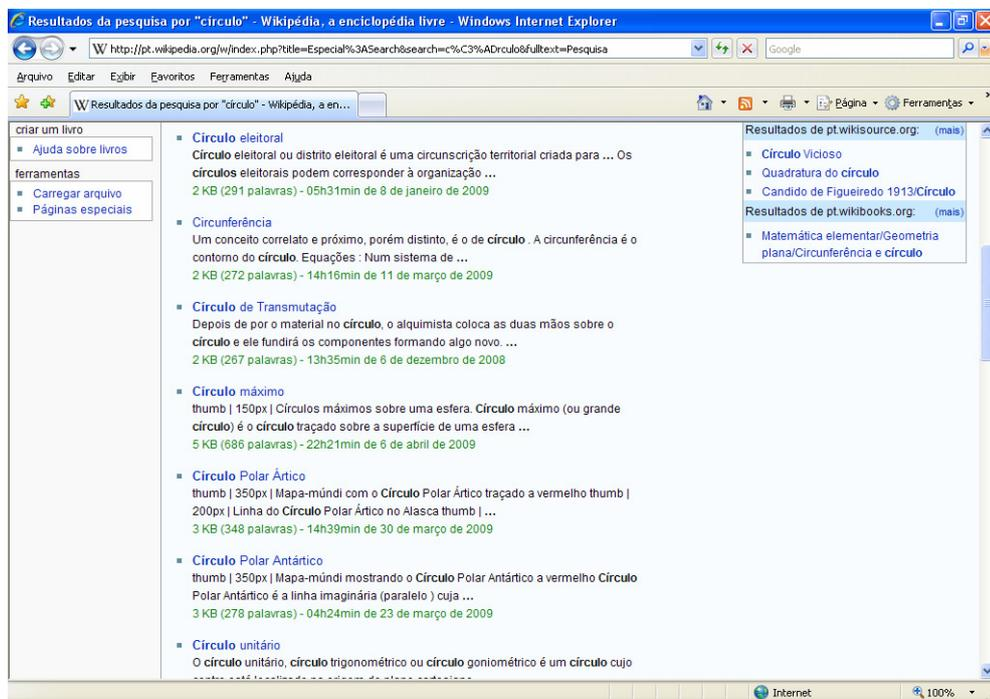 Resultados da pesquisa por "círculo" - Wikipédia, a enciclopédia livre - Windows Internet Explorer
http://pt.wikipedia.org/w/index.php?title=Especial%3ASearch&search=c%C3%ADrculo&fulltext=Pesquisa
Google
Arquivo Editar Exibir Favoritos Ferramentas Ajuda
Resultados da pesquisa por "círculo" - Wikipédia, a en...
Página Ferramentas
criar um livro
Ajuda sobre livros
ferramentas
Carregar arquivo
Páginas especiais
Círculo eleitoral
Círculo eleitoral ou distrito eleitoral é uma circunscrição territorial criada para ... Os
círculos eleitorais podem corresponder à organização ...
2 KB (291 palavras) - 05h31min de 8 de janeiro de 2009
Circunferência
Um conceito correlato e próximo, porém distinto, é o de círculo . A circunferência é o
contorno do círculo. Equações : Num sistema de ...
2 KB (272 palavras) - 14h16min de 11 de março de 2009
Círculo de Transmutação
Depois de por o material no círculo, o alquimista coloca as duas mãos sobre o
círculo e ele fundirá os componentes formando algo novo. ...
2 KB (267 palavras) - 13h35min de 6 de dezembro de 2008
Círculo máximo
thumb | 150px | Círculos máximos sobre uma esfera. Círculo máximo (ou grande
círculo) é o círculo traçado sobre a superfície de uma esfera ...
5 KB (686 palavras) - 22h21min de 6 de abril de 2009
Círculo Polar Ártico
thumb | 350px | Mapa-múndi com o Círculo Polar Ártico traçado a vermelho thumb |
200px | Linha do Círculo Polar Ártico no Alasca thumb | ...
3 KB (348 palavras) - 14h39min de 30 de março de 2009
Círculo Polar Antártico
thumb | 350px | Mapa-múndi mostrando o Círculo Polar Antártico a vermelho Círculo
Polar Antártico é a linha imaginária (paralelo ) cuja ...
3 KB (278 palavras) - 04h24min de 23 de março de 2009
Círculo unitário
O círculo unitário, círculo trigonométrico ou círculo goniométrico é um círculo cujo
Resultados de pt.wikisource.org: (mais)
Círculo Vicioso
Quadratura do círculo
Candido de Figueiredo 1913/Círculo
Resultados de pt.wikibooks.org: (mais)
Matemática elementar/Geometria
plana/Circunferência e círculo
Internet 100%